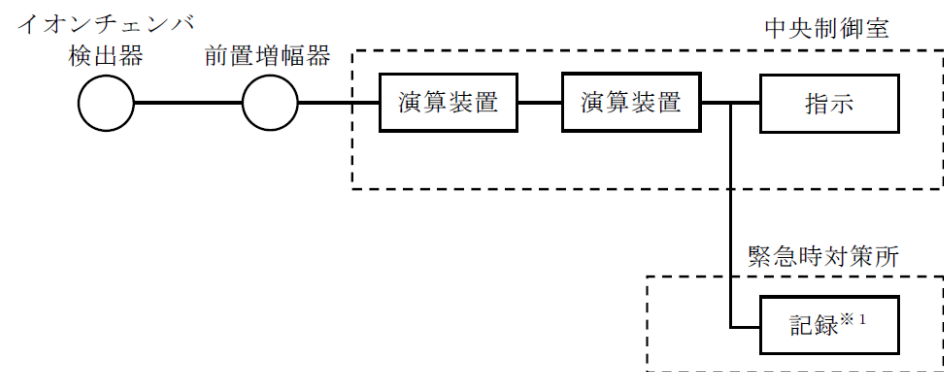 イオンチェンバ
検出器
前置増幅器
中央制御室
演算装置
演算装置
指示
緊急時対策所
記録※1